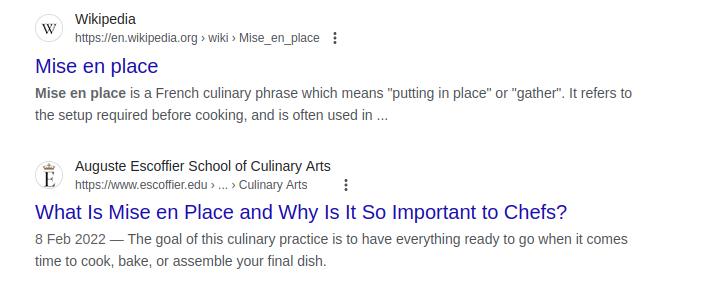 W
Wikipedia
https://en.wikipedia.org › wiki › Mise_en_place
Mise en place
Mise en place is a French culinary phrase which means "putting in place" or "gather". It refers to
the setup required before cooking, and is often used in ...
E
Auguste Escoffier School of Culinary Arts
https://www.escoffier.edu › ... › Culinary Arts
What Is Mise en Place and Why Is It So Important to Chefs?
8 Feb 2022 — The goal of this culinary practice is to have everything ready to go when it comes
time to cook, bake, or assemble your final dish.